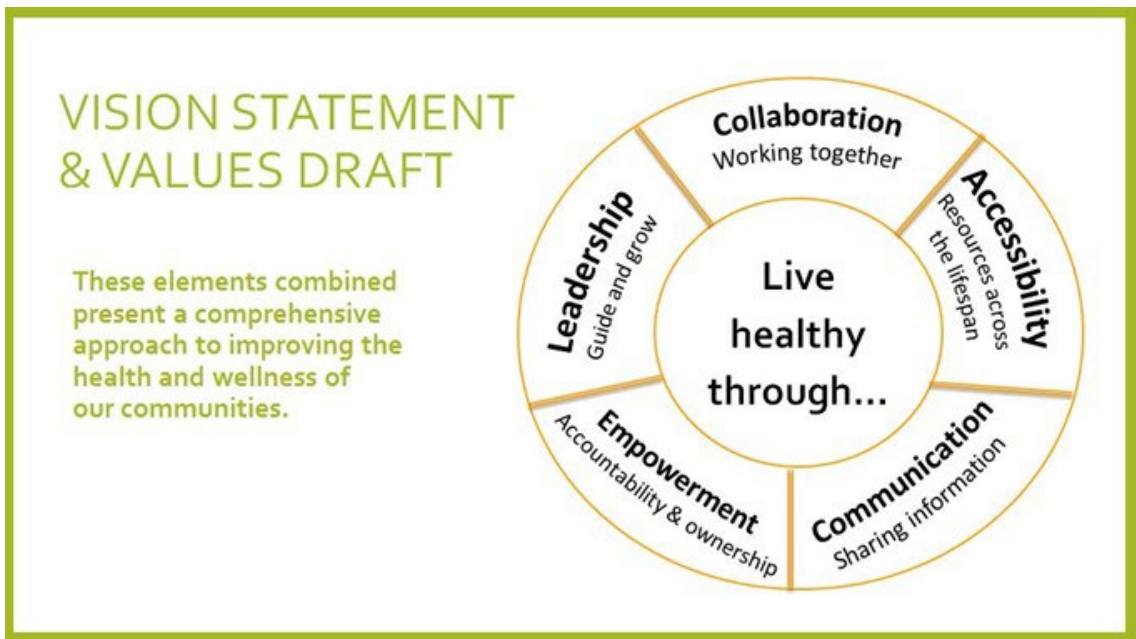 VISION STATEMENT
& VALUES DRAFT
These elements combined
present a comprehensive
approach to improving the
health and wellness of
our communities.
Live
healthy
through...
Collaboration
Working together
Accessibility
Resources across
the lifespan
Communication
Sharing information
Empowerment
Accountability & ownership
Leadership
Guide and grow